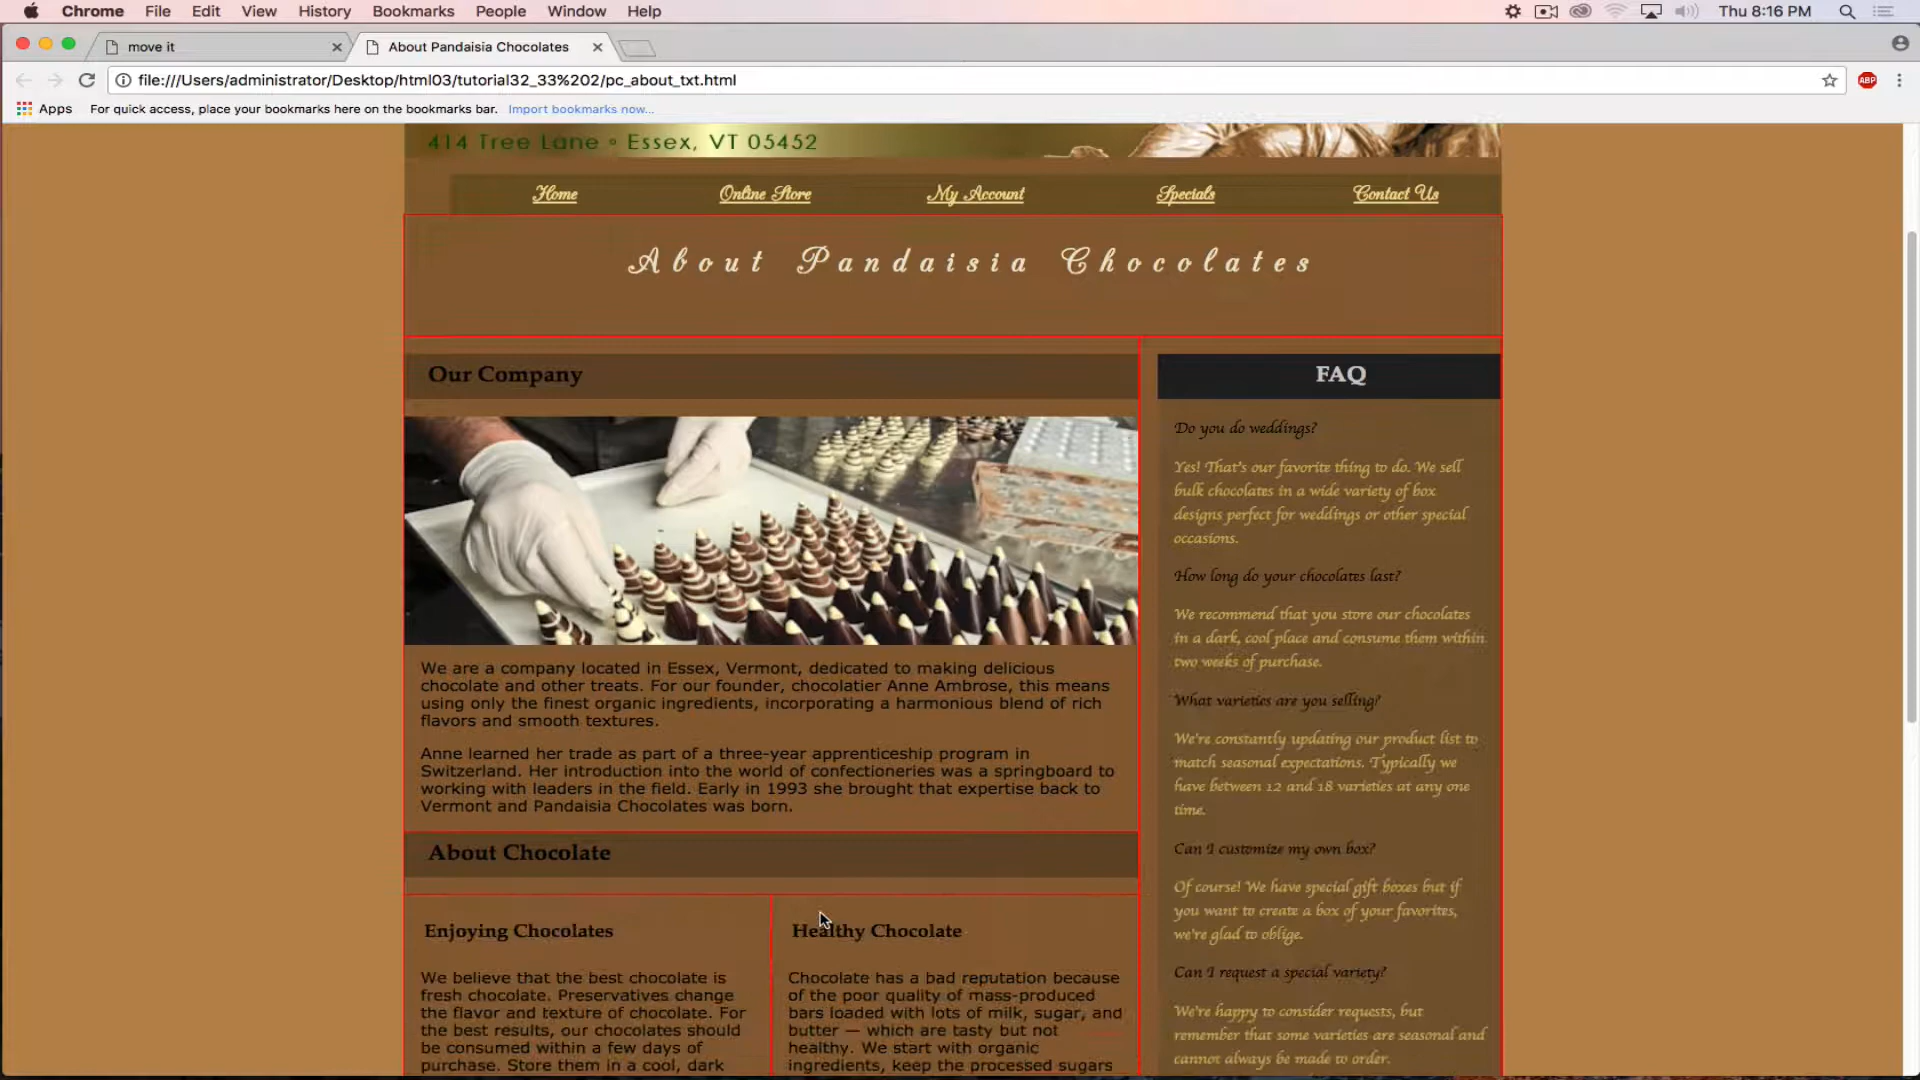 Chrome File Edit View History Bookmarks People Window Help Thu 8:16 PM
move it About Pandaisia Chocolates
file:///Users/administrator/Desktop/html03/tutorial32_33%202/pc_about_txt.html ABP
Apps For quick access, place your bookmarks here on the bookmarks bar. Import bookmarks now...
414 Tree Lane ∘ Essex, VT 05452
Home Online Store My Account Specials Contact Us
About Pandaisia Chocolates
Our Company
We are a company located in Essex, Vermont, dedicated to making delicious
chocolate and other treats. For our founder, chocolatier Anne Ambrose, this means
using only the finest organic ingredients, incorporating a harmonious blend of rich
flavors and smooth textures.
Anne learned her trade as part of a three-year apprenticeship program in
Switzerland. Her introduction into the world of confectioneries was a springboard to
working with leaders in the field. Early in 1993 she brought that expertise back to
Vermont and Pandaisia Chocolates was born.
About Chocolate
Enjoying Chocolates
We believe that the best chocolate is
fresh chocolate. Preservatives change
the flavor and texture of chocolate. For
the best results, our chocolates should
be consumed within a few days of
purchase. Store them in a cool, dark
Healthy Chocolate
Chocolate has a bad reputation because
of the poor quality of mass-produced
bars loaded with lots of milk, sugar, and
butter — which are tasty but not
healthy. We start with organic
ingredients, keep the processed sugars
FAQ
Do you do weddings?
Yes! That's our favorite thing to do. We sell
bulk chocolates in a wide variety of box
designs perfect for weddings or other special
occasions.
How long do your chocolates last?
We recommend that you store our chocolates
in a dark, cool place and consume them within
two weeks of purchase.
What varieties are you selling?
We're constantly updating our product list to
match seasonal expectations. Typically we
have between 12 and 18 varieties at any one
time.
Can I customize my own box?
Of course! We have special gift boxes but if
you want to create a box of your favorites,
we're glad to oblige.
Can I request a special variety?
We're happy to consider requests, but
remember that some varieties are seasonal and
cannot always be made to order.